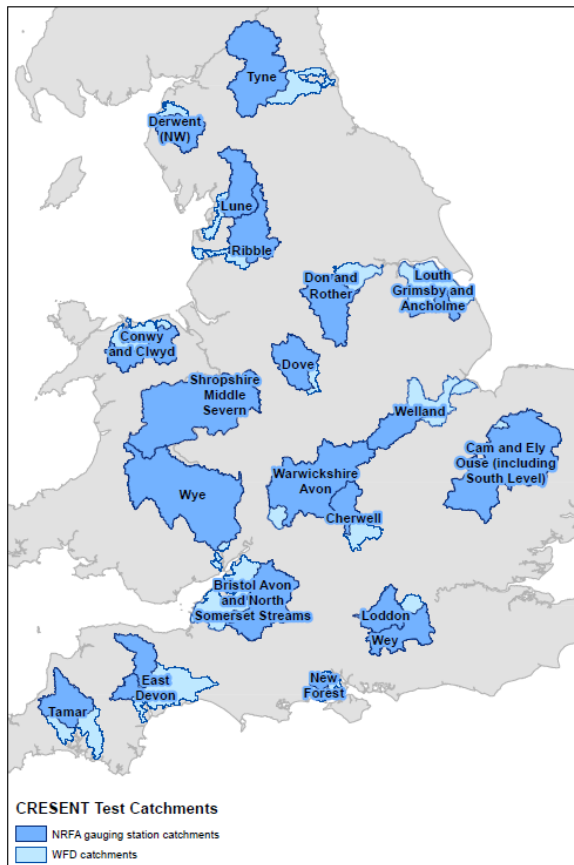 Tyne
Derwent
(NW)
Lune
Ribble
Don and
Rother
Louth
Grimsby and
Ancholme
Conwy
and Clwyd
Dove
Shropshire
Middle
Severn
Welland
Cam and Ely
Ouse (including
South Level)
Warwickshire
Avon
Wye
Cherwell
Bristol Avon
and North
Somerset Streams
Loddon
Wey
East
Devon
New
Forest
Tamar
CRESENT Test Catchments
NRFA gauging station catchments
WFD catchments